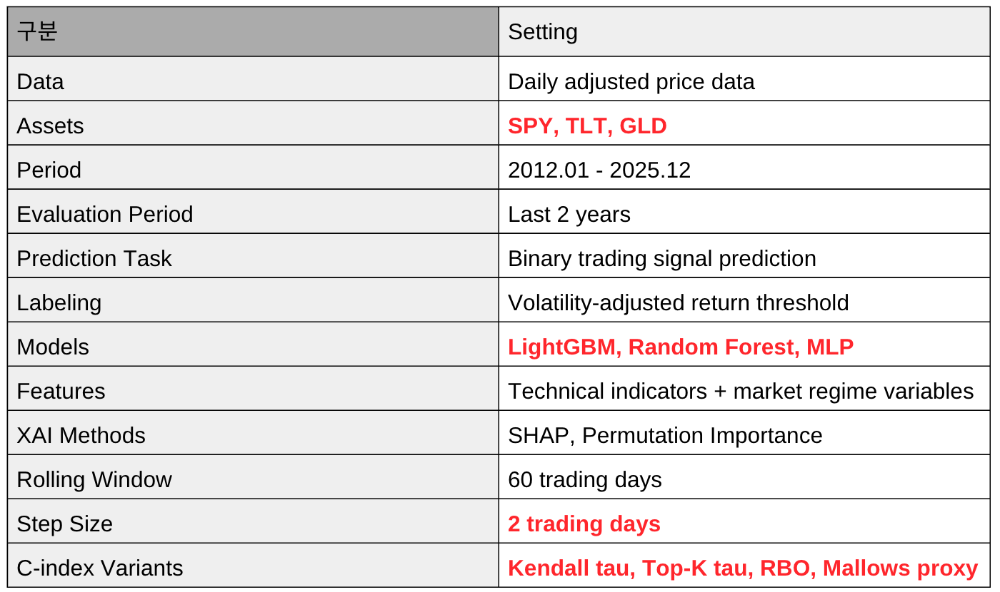 구분 Setting
Data Daily adjusted price data
Assets SPY, TLT, GLD
Period 2012.01 - 2025.12
Evaluation Period Last 2 years
Prediction Task Binary trading signal prediction
Labeling Volatility-adjusted return threshold
Models LightGBM, Random Forest, MLP
Features Technical indicators + market regime variables
XAI Methods SHAP, Permutation Importance
Rolling Window 60 trading days
Step Size 2 trading days
C-index Variants Kendall tau, Top-K tau, RBO, Mallows proxy